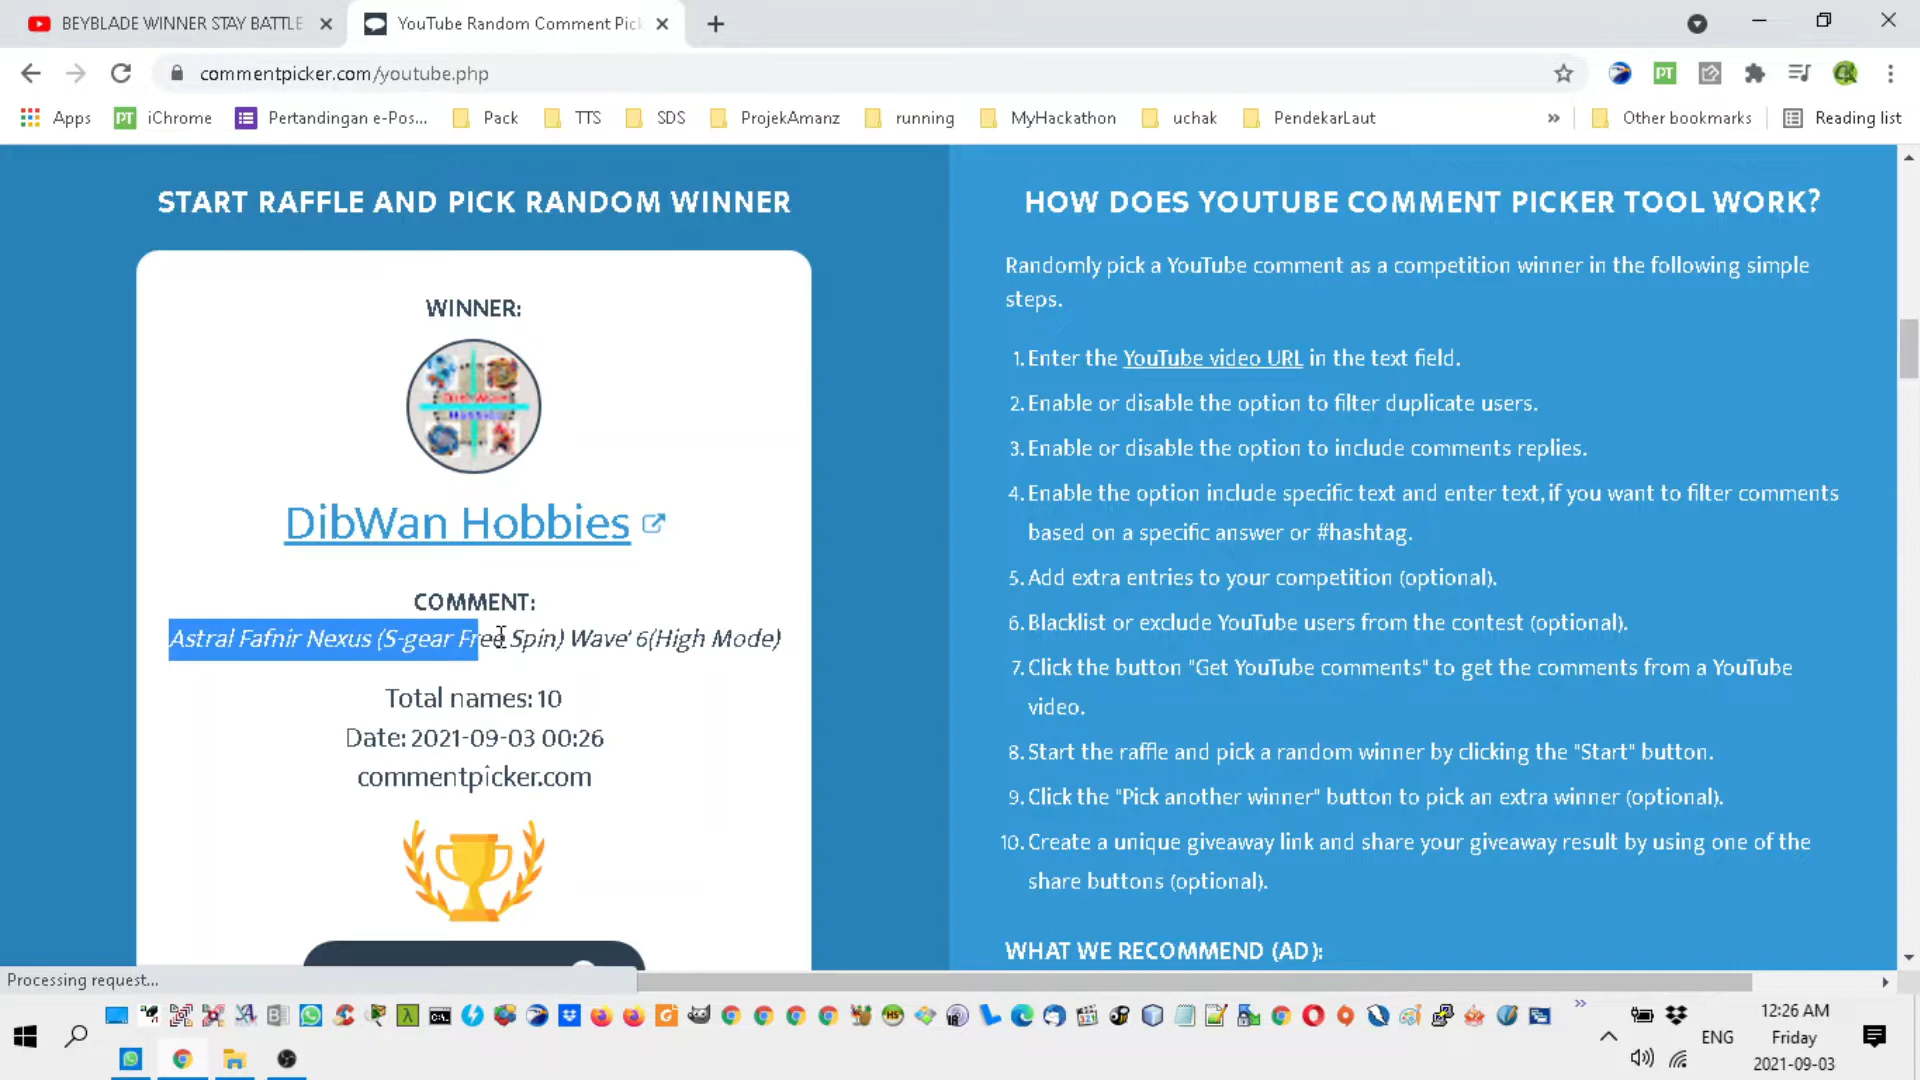 BEYBLADE WINNER STAY BATTLE
YouTube Random Comment Pick
commentpicker.com/youtube.php
Apps
iChrome
Pertandingan e-Pos...
Pack
TTS
SDS
ProjekAmanz
running
MyHackathon
uchak
PendekarLaut
»
Other bookmarks
Reading list
START RAFFLE AND PICK RANDOM WINNER
WINNER:
DibWan Hobbies
COMMENT:
Astral Fafnir Nexus (S-gear Free Spin) Wave' 6(High Mode)
Total names: 10
Date: 2021-09-03 00:26
commentpicker.com
HOW DOES YOUTUBE COMMENT PICKER TOOL WORK?
Randomly pick a YouTube comment as a competition winner in the following simple
steps.
1. Enter the YouTube video URL in the text field.
2. Enable or disable the option to filter duplicate users.
3. Enable or disable the option to include comments replies.
4. Enable the option include specific text and enter text, if you want to filter comments
based on a specific answer or #hashtag.
5. Add extra entries to your competition (optional).
6. Blacklist or exclude YouTube users from the contest (optional).
7. Click the button "Get YouTube comments" to get the comments from a YouTube
video.
8. Start the raffle and pick a random winner by clicking the "Start" button.
9. Click the "Pick another winner" button to pick an extra winner (optional).
10. Create a unique giveaway link and share your giveaway result by using one of the
share buttons (optional).
WHAT WE RECOMMEND (AD):
Processing request...
ENG
12:26 AM
Friday
2021-09-03